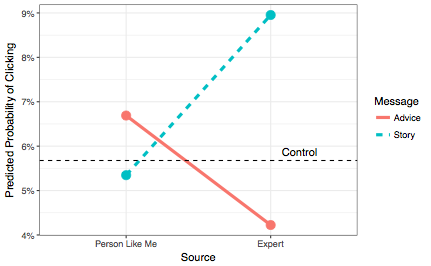 Predicted Probability of Clicking
9%
8%
7%
6%
5%
4%
Control
Person Like Me
Expert
Source
Message
Advice
Story